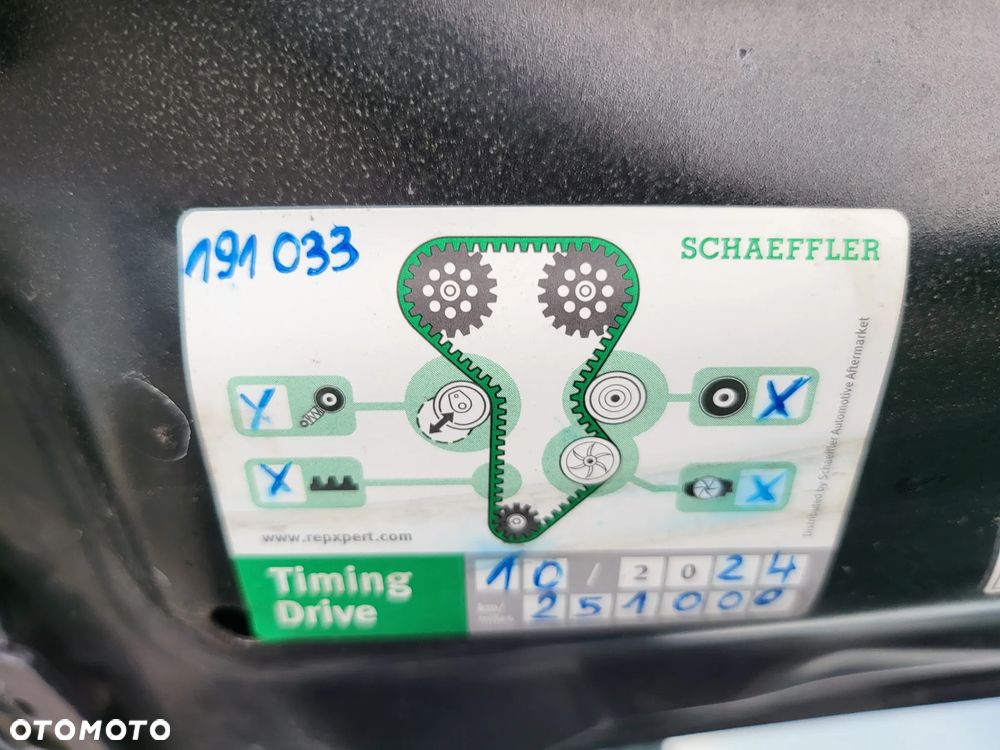 191 033
SCHAEFFLER
X
X
X
X
Distributed by Schaeffler Automotive Aftermarket
www.repxpert.com
Timing
Drive
10 / 2024
km/
miles
251000
OTOMOTO